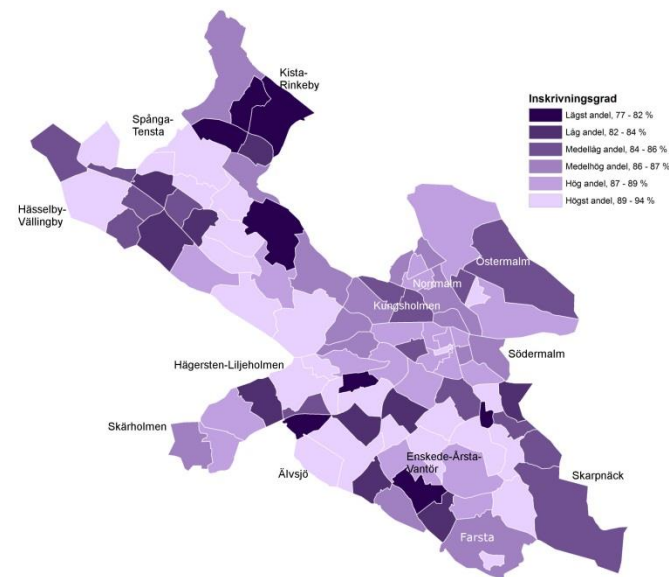 Kista-
Rinkeby
Spånga-
Tensta
Hässelby-
Vällingby
Inskrivningsgrad
Lägst andel, 77 - 82 %
Låg andel, 82 - 84 %
Medellåg andel, 84 - 86 %
Medelhög andel, 86 - 87 %
Hög andel, 87 - 89 %
Högst andel, 89 - 94 %
Östermalm
Norrmalm
Kungsholmen
Södermalm
Hägersten-Liljeholmen
Skärholmen
Älvsjö
Enskede-Årsta-
Vantör
Skarpnäck
Farsta